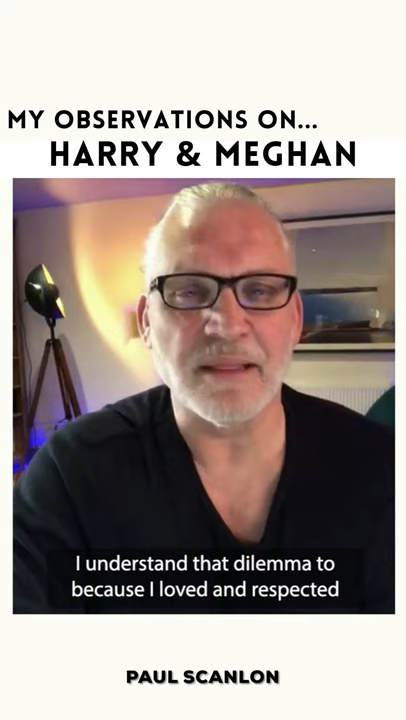 MY OBSERVATIONS ON...
HARRY & MEGHAN
I understand that dilemma to
because I loved and respected
PAUL SCANLON